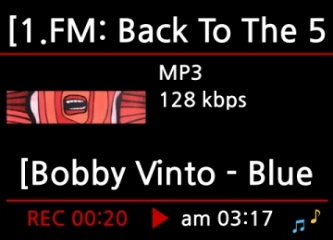 [1.FM: Back To The 5
MP3
128 kbps
[Bobby Vinto - Blue
REC 00:20 ▶ am 03:17